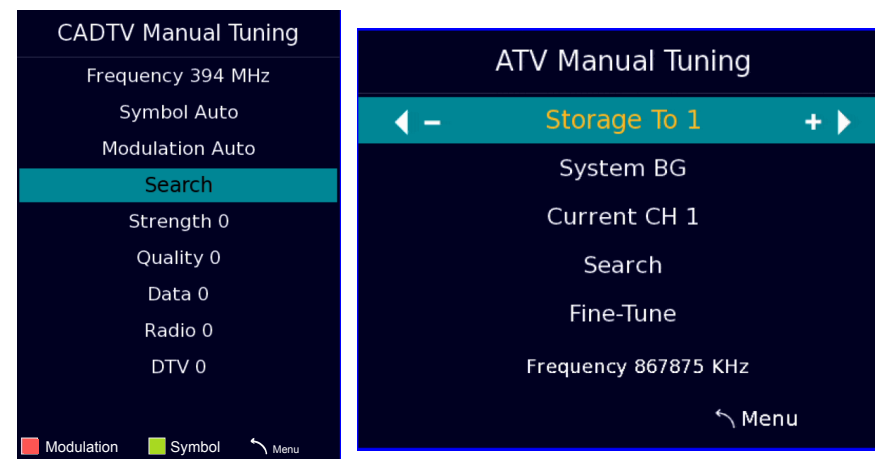 CADTV Manual Tuning
Frequency 394 MHz
Symbol Auto
Modulation Auto
Search
Strength 0
Quality 0
Data 0
Radio 0
DTV 0
Modulation Symbol Menu
ATV Manual Tuning
- Storage To 1 +
System BG
Current CH 1
Search
Fine-Tune
Frequency 867875 KHz
Menu